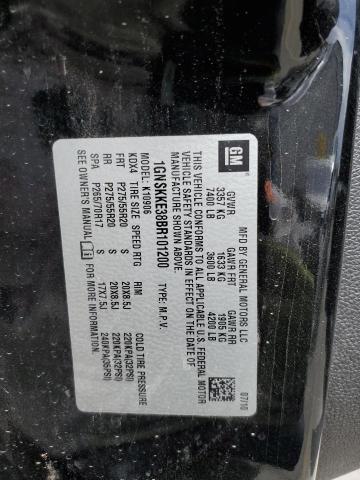 GM
MFD BY GENERAL MOTORS LLC
07/10
GVWR GAWR FRT GAWR RR
3357 KG 1633 KG 1905 KG
7400 LB 3600 LB 4200 LB
THIS VEHICLE CONFORMS TO ALL APPLICABLE U.S. FEDERAL MOTOR
VEHICLE SAFETY STANDARDS IN EFFECT ON THE DATE OF
MANUFACTURE SHOWN ABOVE.
1GNSKKE38BR101200 TYPE: M.P.V.
MODEL: K10906
KDX4 TIRE SIZE SPEED RTG RIM COLD TIRE PRESSURE
FRT P275/55R20 S 20X8.5J 220KPA(32PSI)
RR P275/55R20 S 20X8.5J 220KPA(32PSI)
SPA P265/70R17 S 17X7.5J 240KPA(35PSI)
SEE OWNER'S MANUAL i